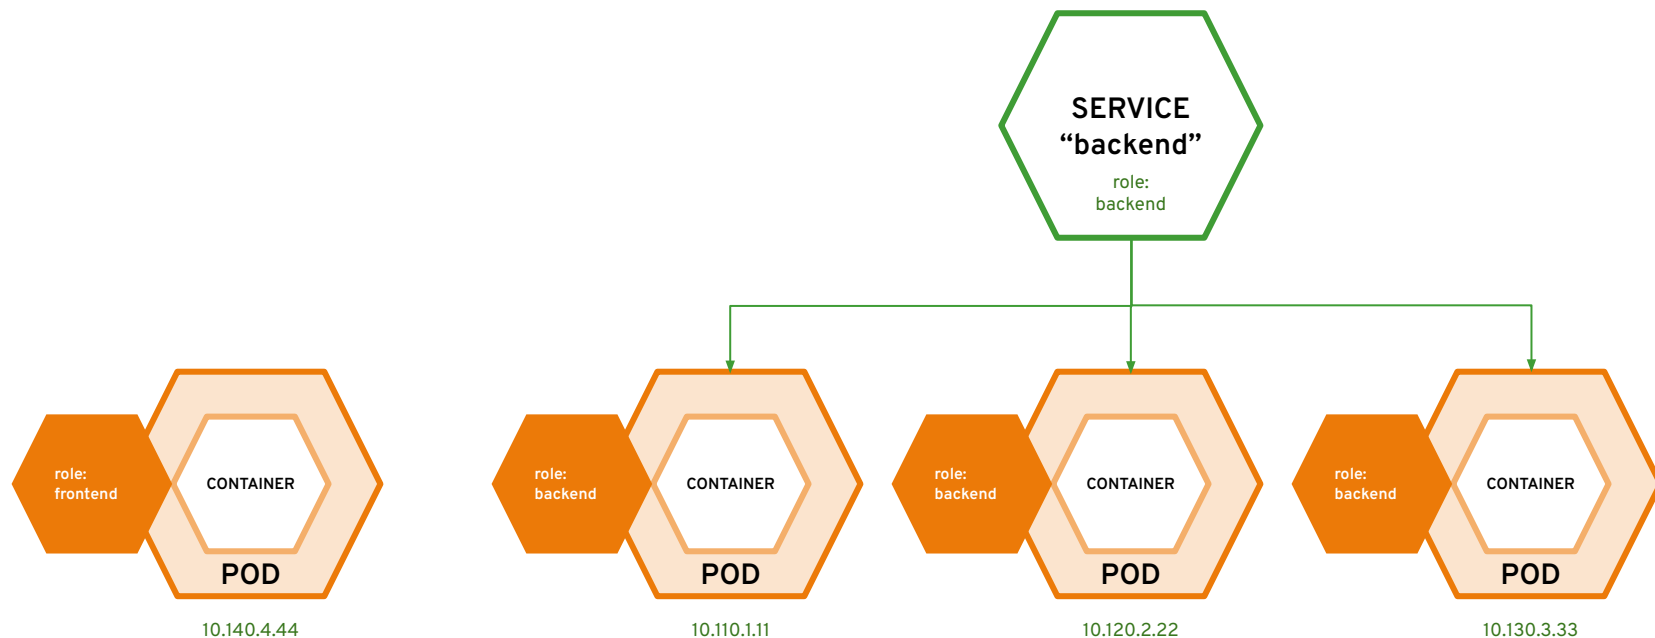 SERVICE
“backend”
role:
backend
role:
frontend
CONTAINER
POD
10.140.4.44
role:
backend
CONTAINER
POD
10.110.1.11
role:
backend
CONTAINER
POD
10.120.2.22
role:
backend
CONTAINER
POD
10.130.3.33